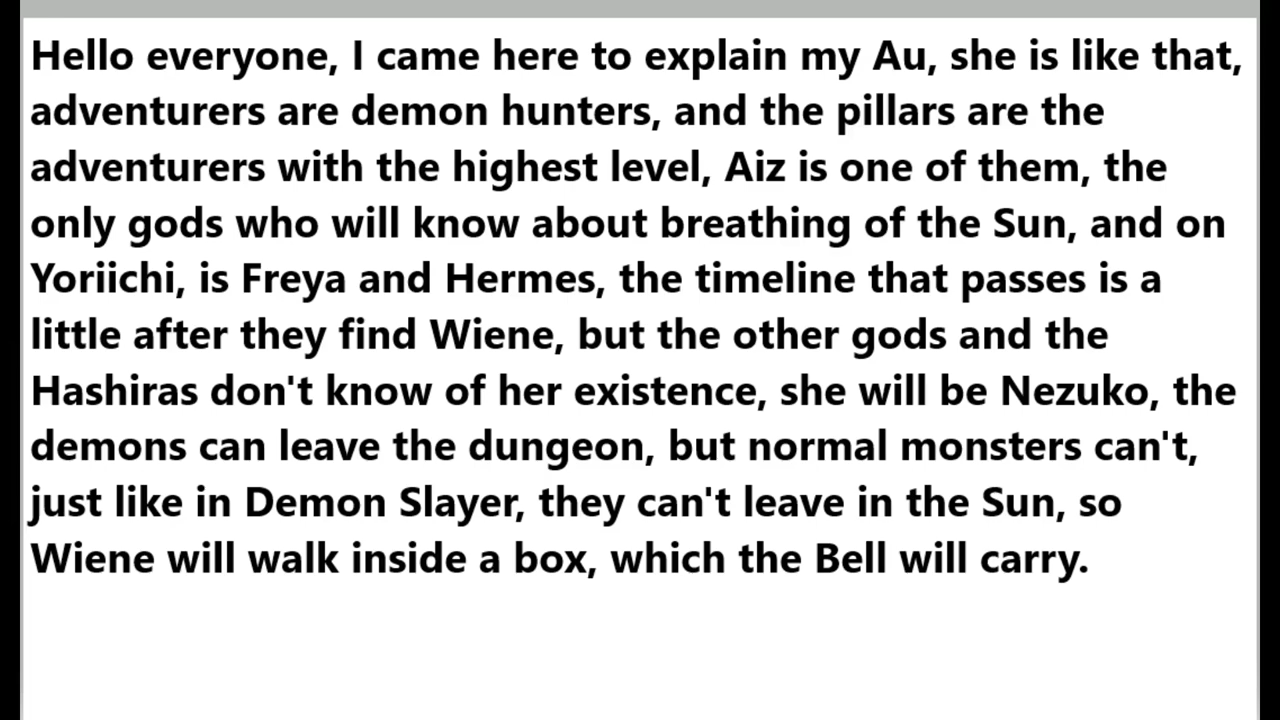 Hello everyone, I came here to explain my Au, she is like that,
adventurers are demon hunters, and the pillars are the
adventurers with the highest level, Aiz is one of them, the
only gods who will know about breathing of the Sun, and on
Yoriichi, is Freya and Hermes, the timeline that passes is a
little after they find Wiene, but the other gods and the
Hashiras don't know of her existence, she will be Nezuko, the
demons can leave the dungeon, but normal monsters can't,
just like in Demon Slayer, they can't leave in the Sun, so
Wiene will walk inside a box, which the Bell will carry.